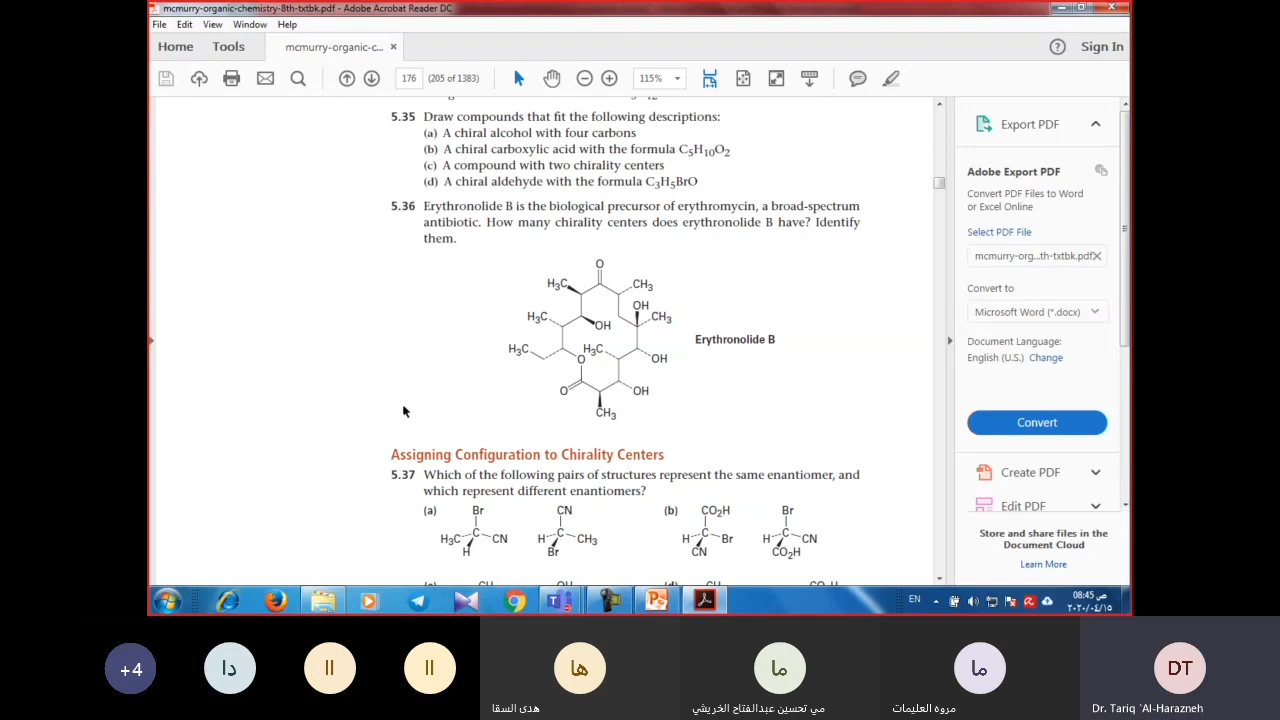 mcmurry-organic-chemistry-8th-txtbk.pdf - Adobe Acrobat Reader DC
File Edit View Window Help
Home Tools mcmurry-organic-c... × Sign In
176 (205 of 1383) 115%
5.35 Draw compounds that fit the following descriptions:
(a) A chiral alcohol with four carbons
(b) A chiral carboxylic acid with the formula C5H10O2
(c) A compound with two chirality centers
(d) A chiral aldehyde with the formula C3H5BrO
5.36 Erythronolide B is the biological precursor of erythromycin, a broad-spectrum
antibiotic. How many chirality centers does erythronolide B have? Identify
them.
O
H3C CH3
OH
H3C OH CH3
Erythronolide B
H3C H3C
O OH
O OH
CH3
Assigning Configuration to Chirality Centers
5.37 Which of the following pairs of structures represent the same enantiomer, and
which represent different enantiomers?
(a) Br CN (b) CO2H Br
H3C C CN H C CH3 H C Br H C CN
H Br CN CO2H
Export PDF
Adobe Export PDF
Convert PDF Files to Word
or Excel Online
Select PDF File
mcmurry-org...th-txtbk.pdf
Convert to
Microsoft Word (*.docx)
Document Language:
English (U.S.) Change
Convert
Create PDF
Edit PDF
Store and share files in the
Document Cloud
Learn More
EN
08:45 ص
٢٠٢٠/٠٤/١٥
+4 دا اا اا ها ما ما DT
هدى السقا
مي تحسين عبدالفتاح الخريشي
مروه العليمات
Dr. Tariq `Al-Harazneh